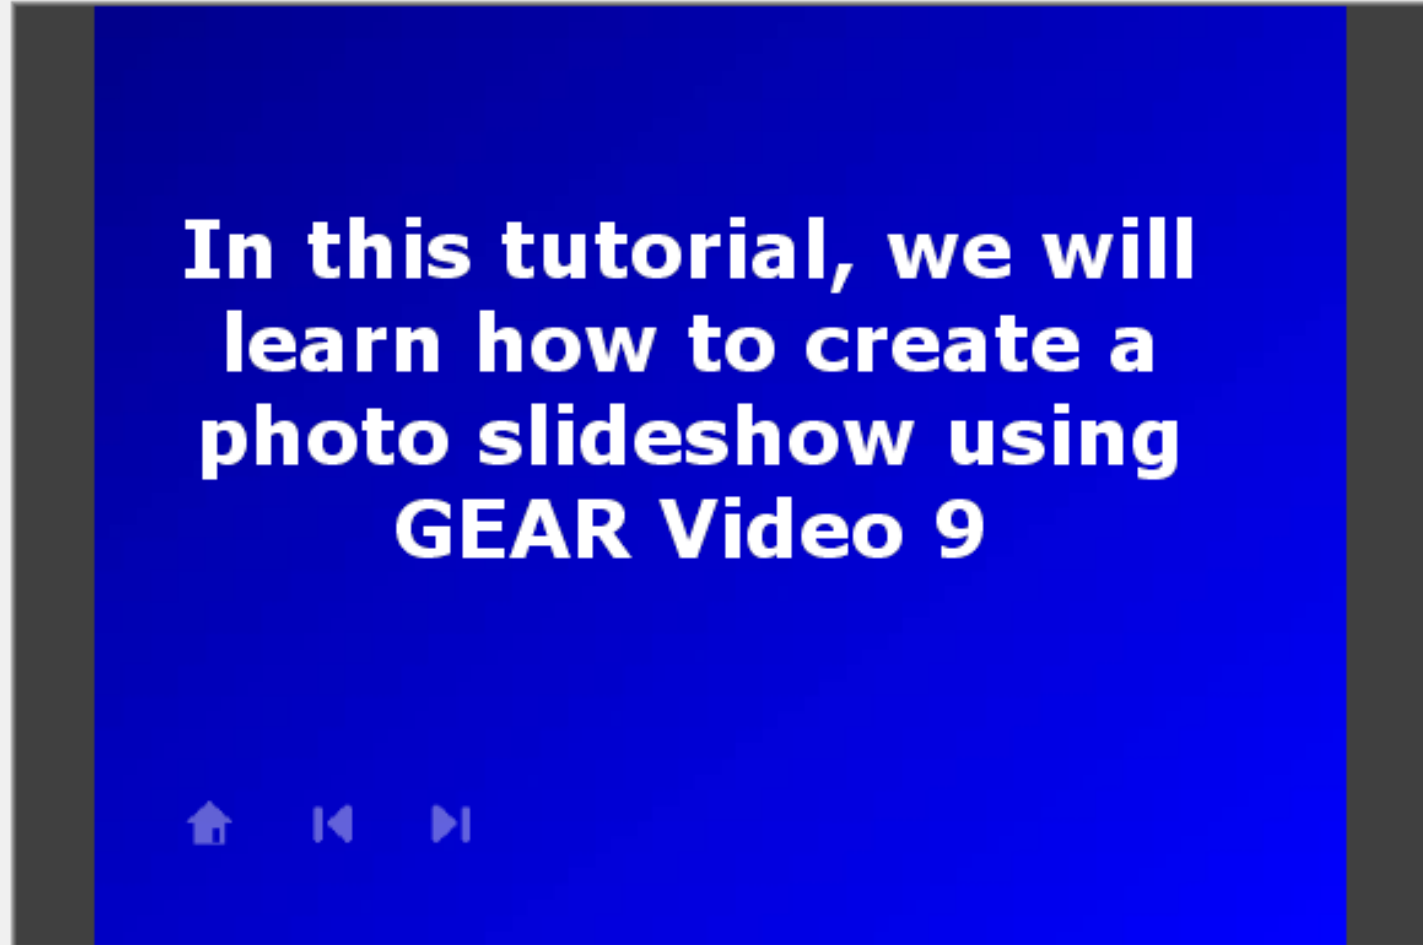 In this tutorial, we will
learn how to create a
photo slideshow using
GEAR Video 9